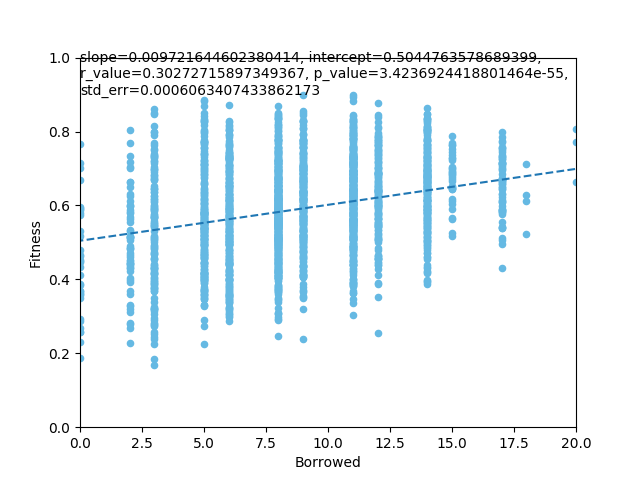 slope=0.009721644602380414, intercept=0.5044763578689399,
r_value=0.30272715897349367, p_value=3.4236924418801464e-55,
std_err=0.0006063407433862173
1.0
0.8
0.6
0.4
0.2
0.0
Fitness
0.0 2.5 5.0 7.5 10.0 12.5 15.0 17.5 20.0
Borrowed